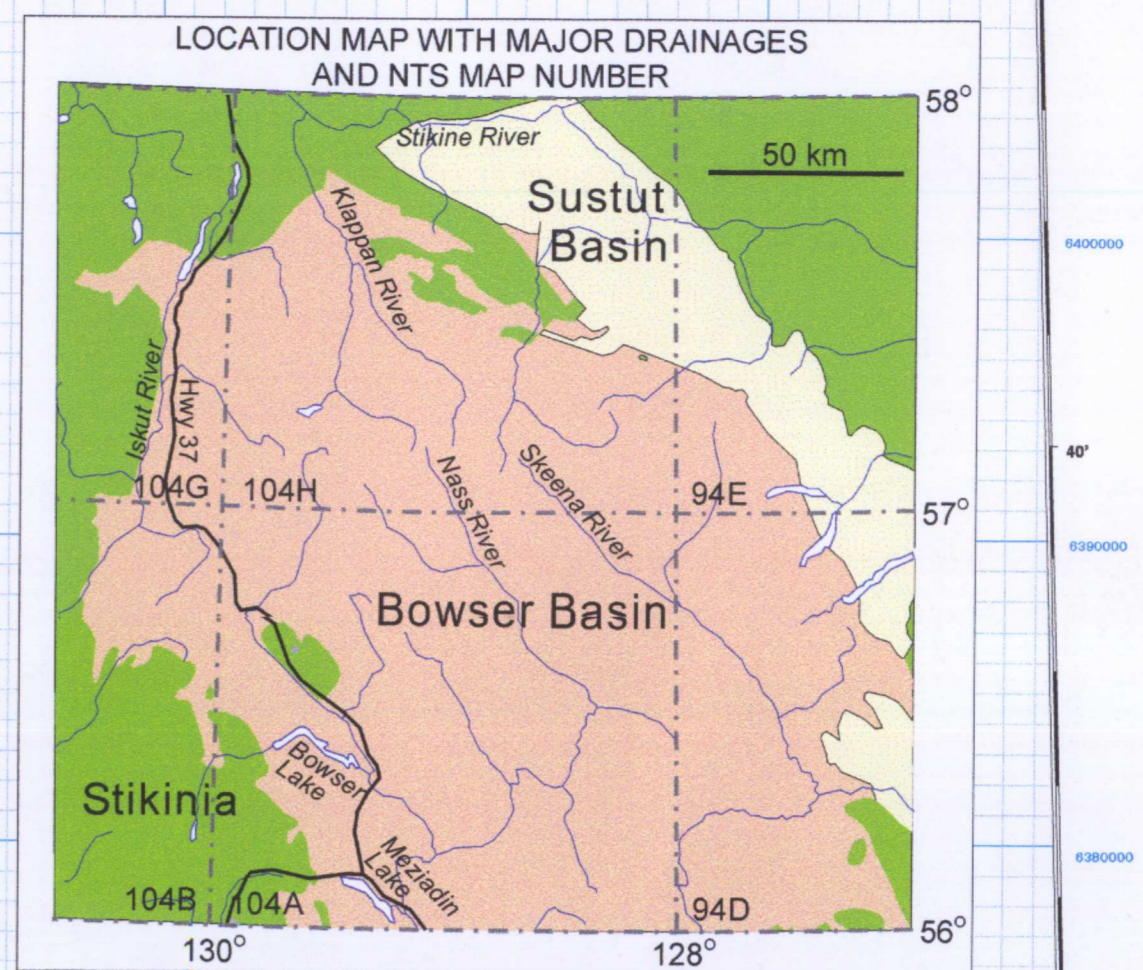 LOCATION MAP WITH MAJOR DRAINAGES
AND NTS MAP NUMBER
58°
Stikine River
50 km
Sustut
Basin
Klappan River
6400000
Iskut River
Hwy 37
40'
Nass River
Skeena River
104G
104H
94E
57°
6390000
Bowser Basin
Bowser
Lake
Stikinia
Meziadin
Lake
6380000
104B
104A
94D
56°
130°
128°